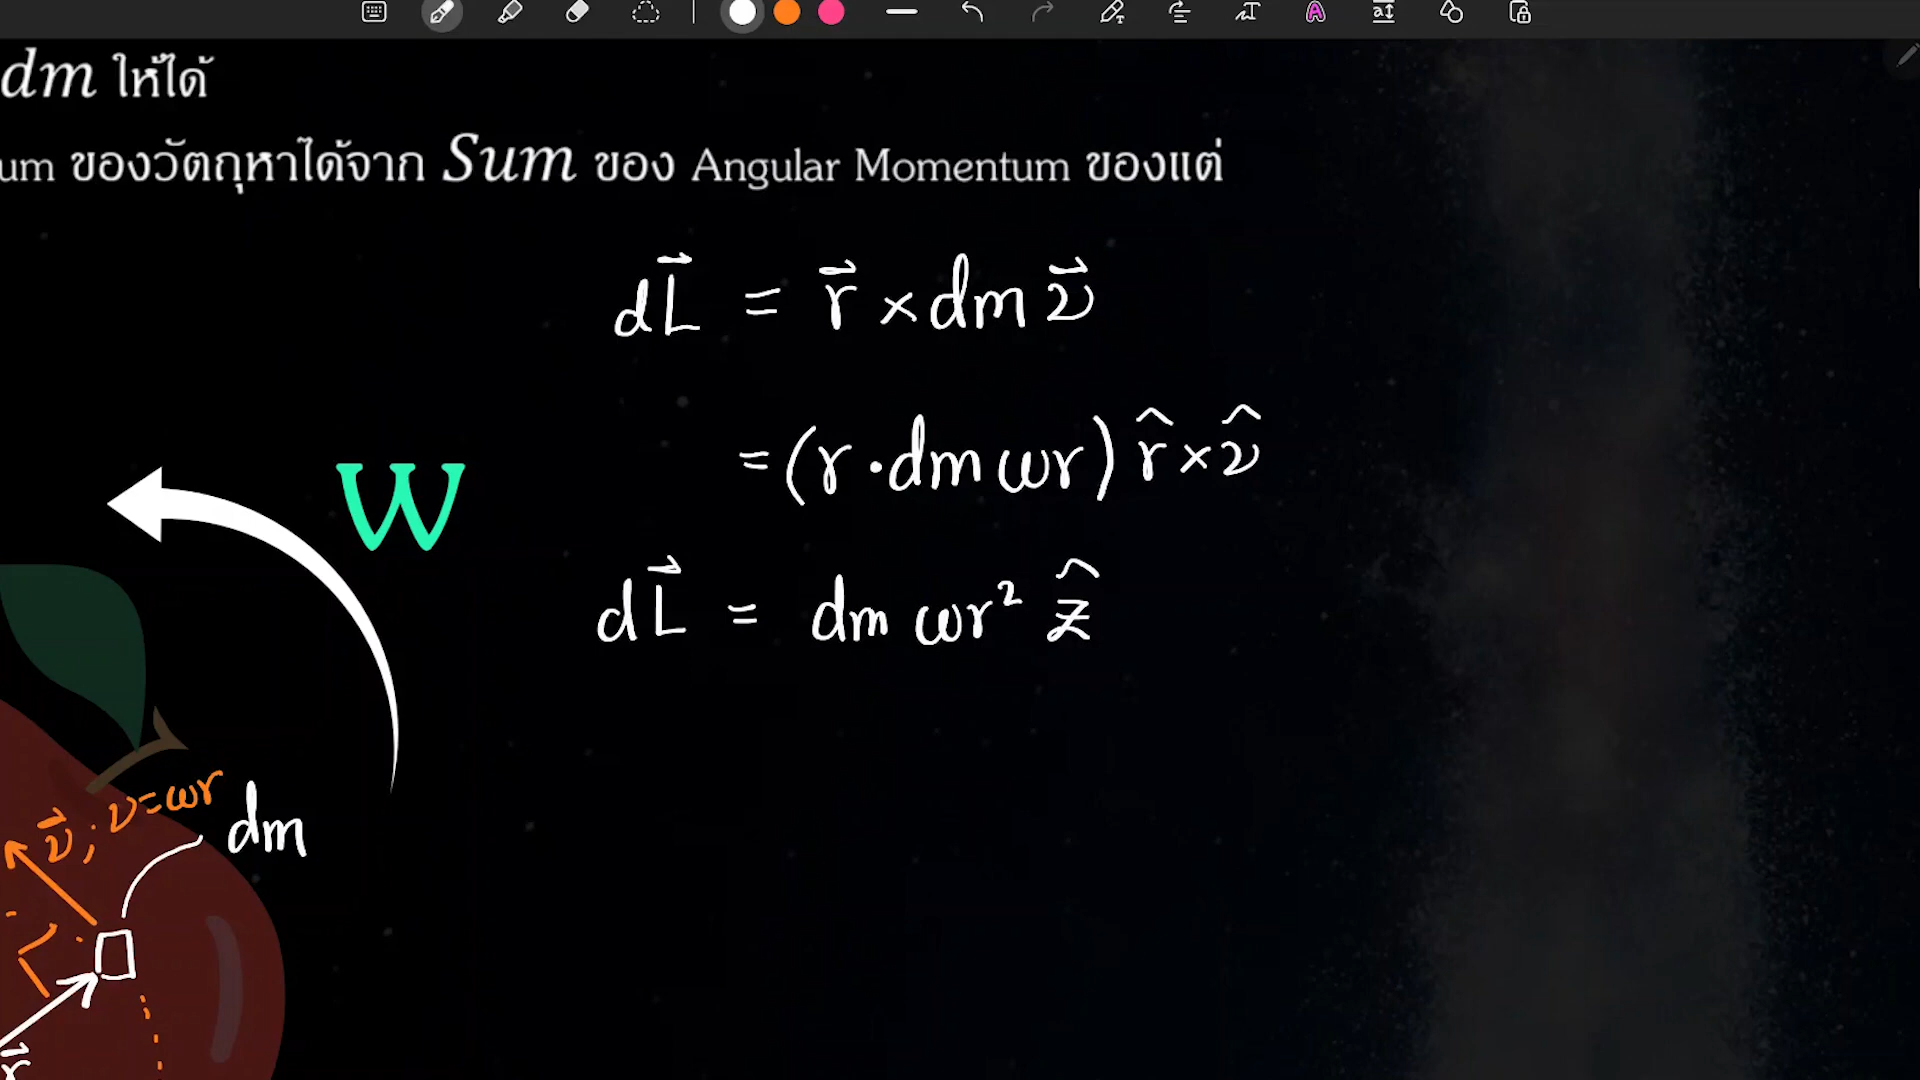 dm ให้ได้
um ของวัตถุหาได้จาก Sum ของ Angular Momentum ของแต่
dL⃗ = r⃗ × dm v⃗
= (r · dm ωr) r̂ × v̂
W
dL⃗ = dm ωr² ẑ
v⃗ ; v = ωr
dm
r⃗